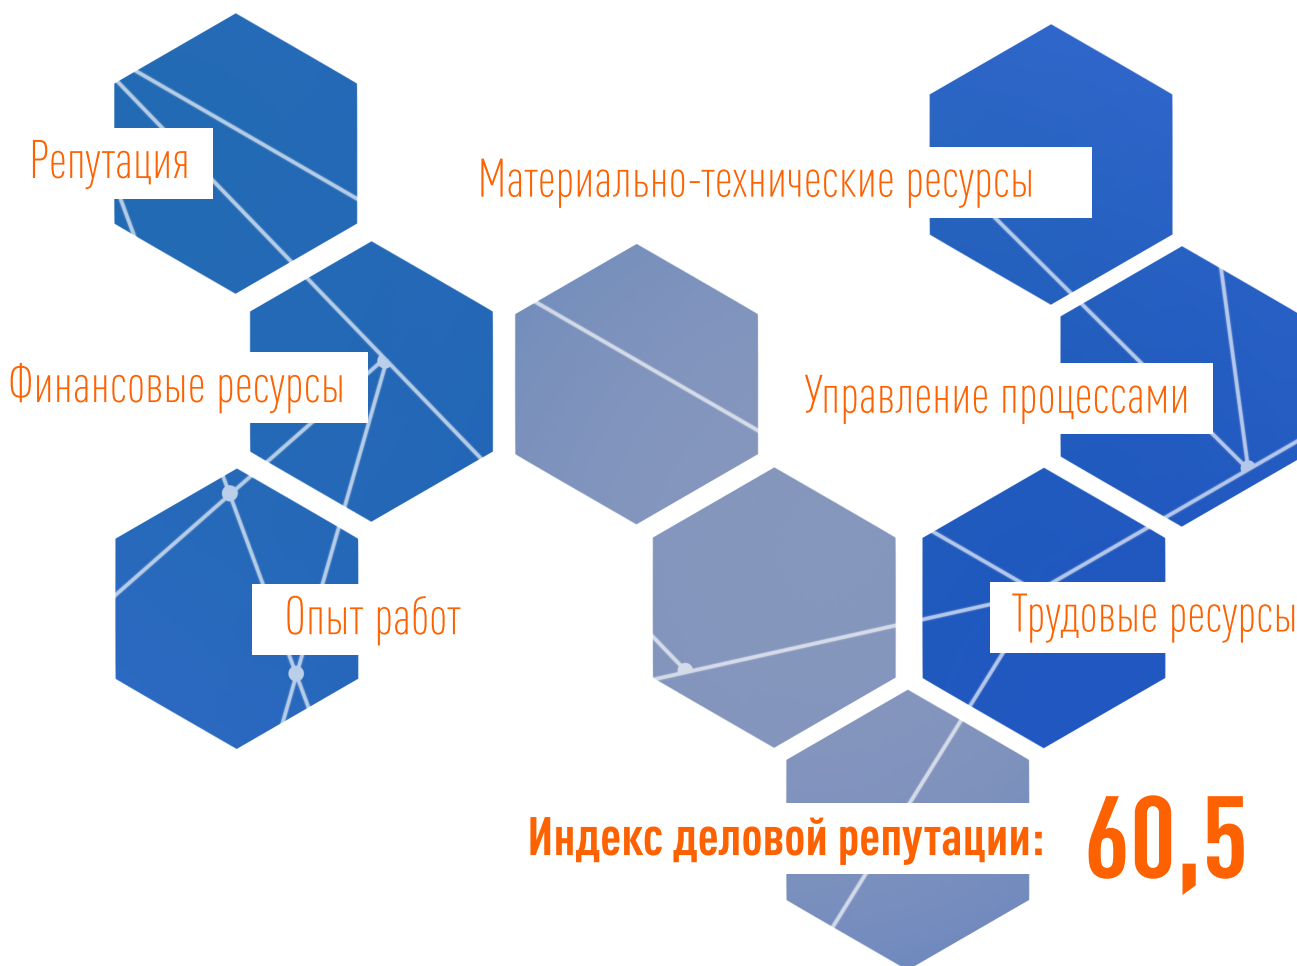 Репутация
Материально-технические ресурсы
Финансовые ресурсы
Управление процессами
Опыт работ
Трудовые ресурсы
Индекс деловой репутации: 60,5